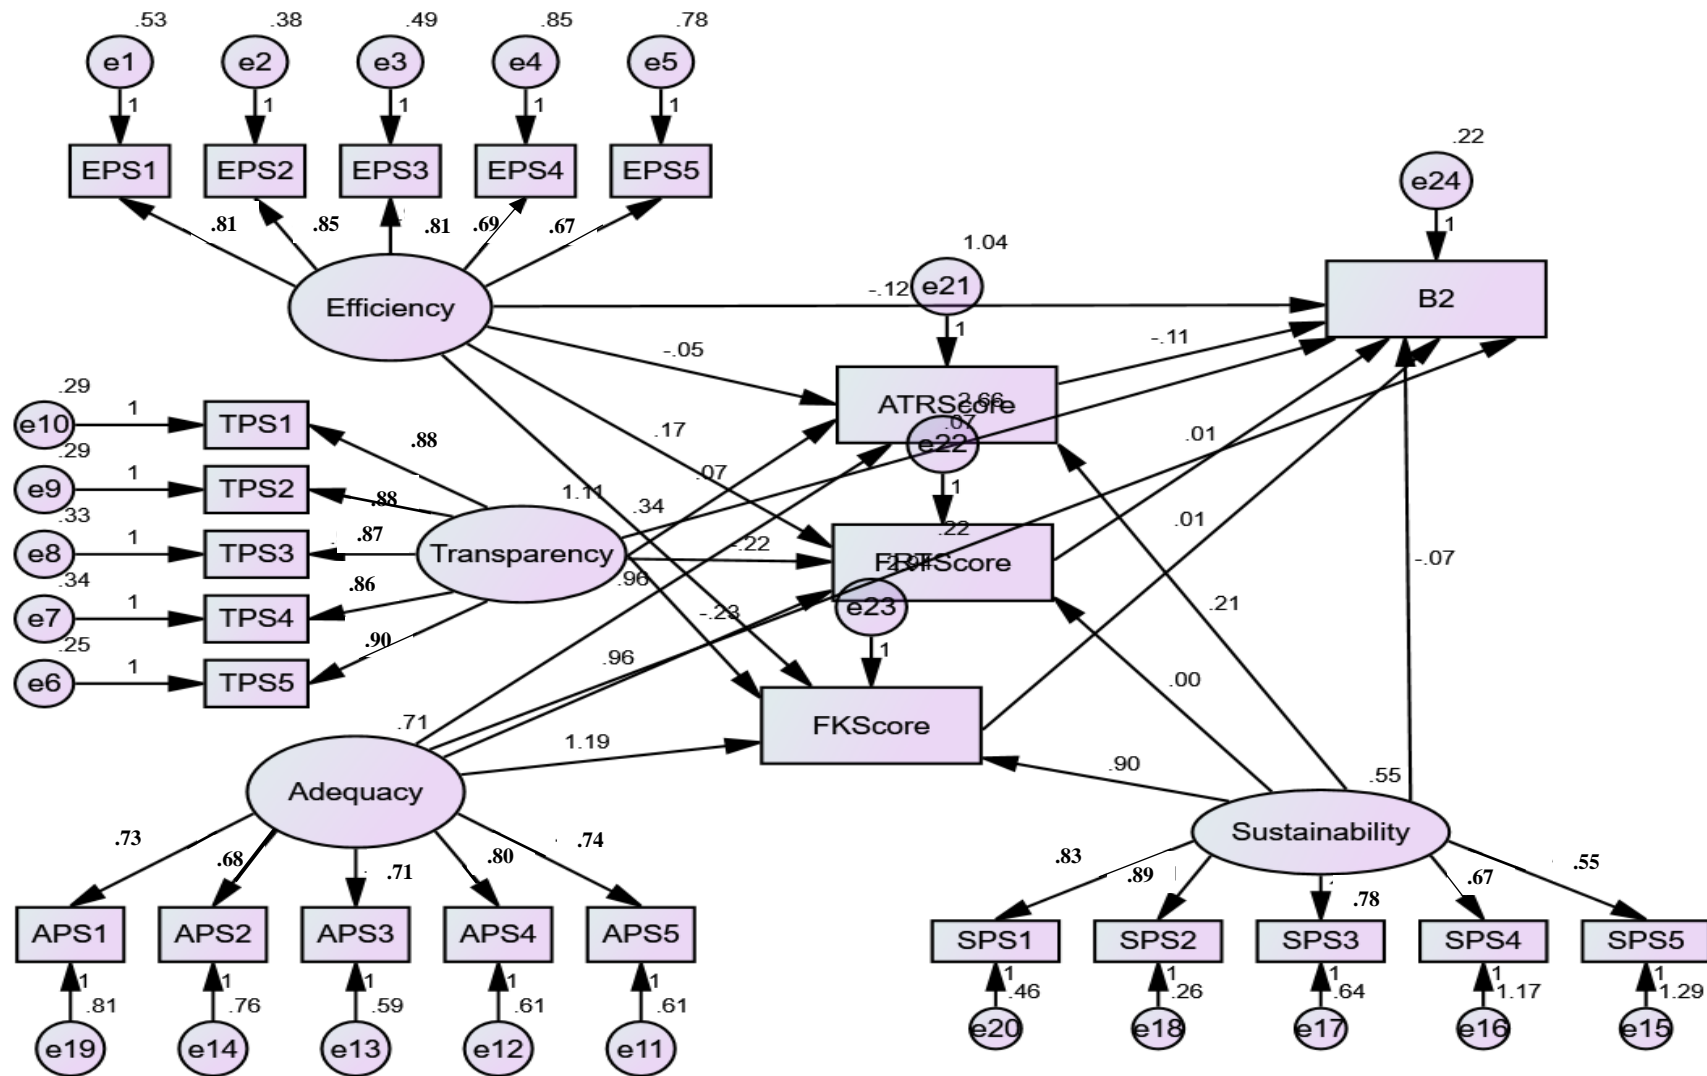 .53 .38 .49 .85 .78
e1 e2 e3 e4 e5
1 1 1 1 1
EPS1 EPS2 EPS3 EPS4 EPS5
.81 .85 .81 .69 .67
Efficiency
.22
e24
1
B2
1.04
e21
1
-.12
-.05
-.11
ATRScore
2.66
.07
e22
1
.17
.07
.01
.29
e10 1 TPS1
.88
.29
e9 1 TPS2
.88
.33
e8 1 TPS3
.87
.34
e7 1 TPS4
.86
.25
e6 1 TPS5
.90
Transparency
1.11
.34
-.22
.96
-.23
.96
.22
FRTScore
e23
1
.01
-.07
.21
.00
FKScore
.71
1.19
.90
.55
Adequacy
Sustainability
.73 .68 .71 .80 .74
APS1 APS2 APS3 APS4 APS5
1 1 1 1 1
.81 .76 .59 .61 .61
e19 e14 e13 e12 e11
.83 .89 .78 .67 .55
SPS1 SPS2 SPS3 SPS4 SPS5
1 1 1 1 1
.46 .26 .64 1.17 1.29
e20 e18 e17 e16 e15